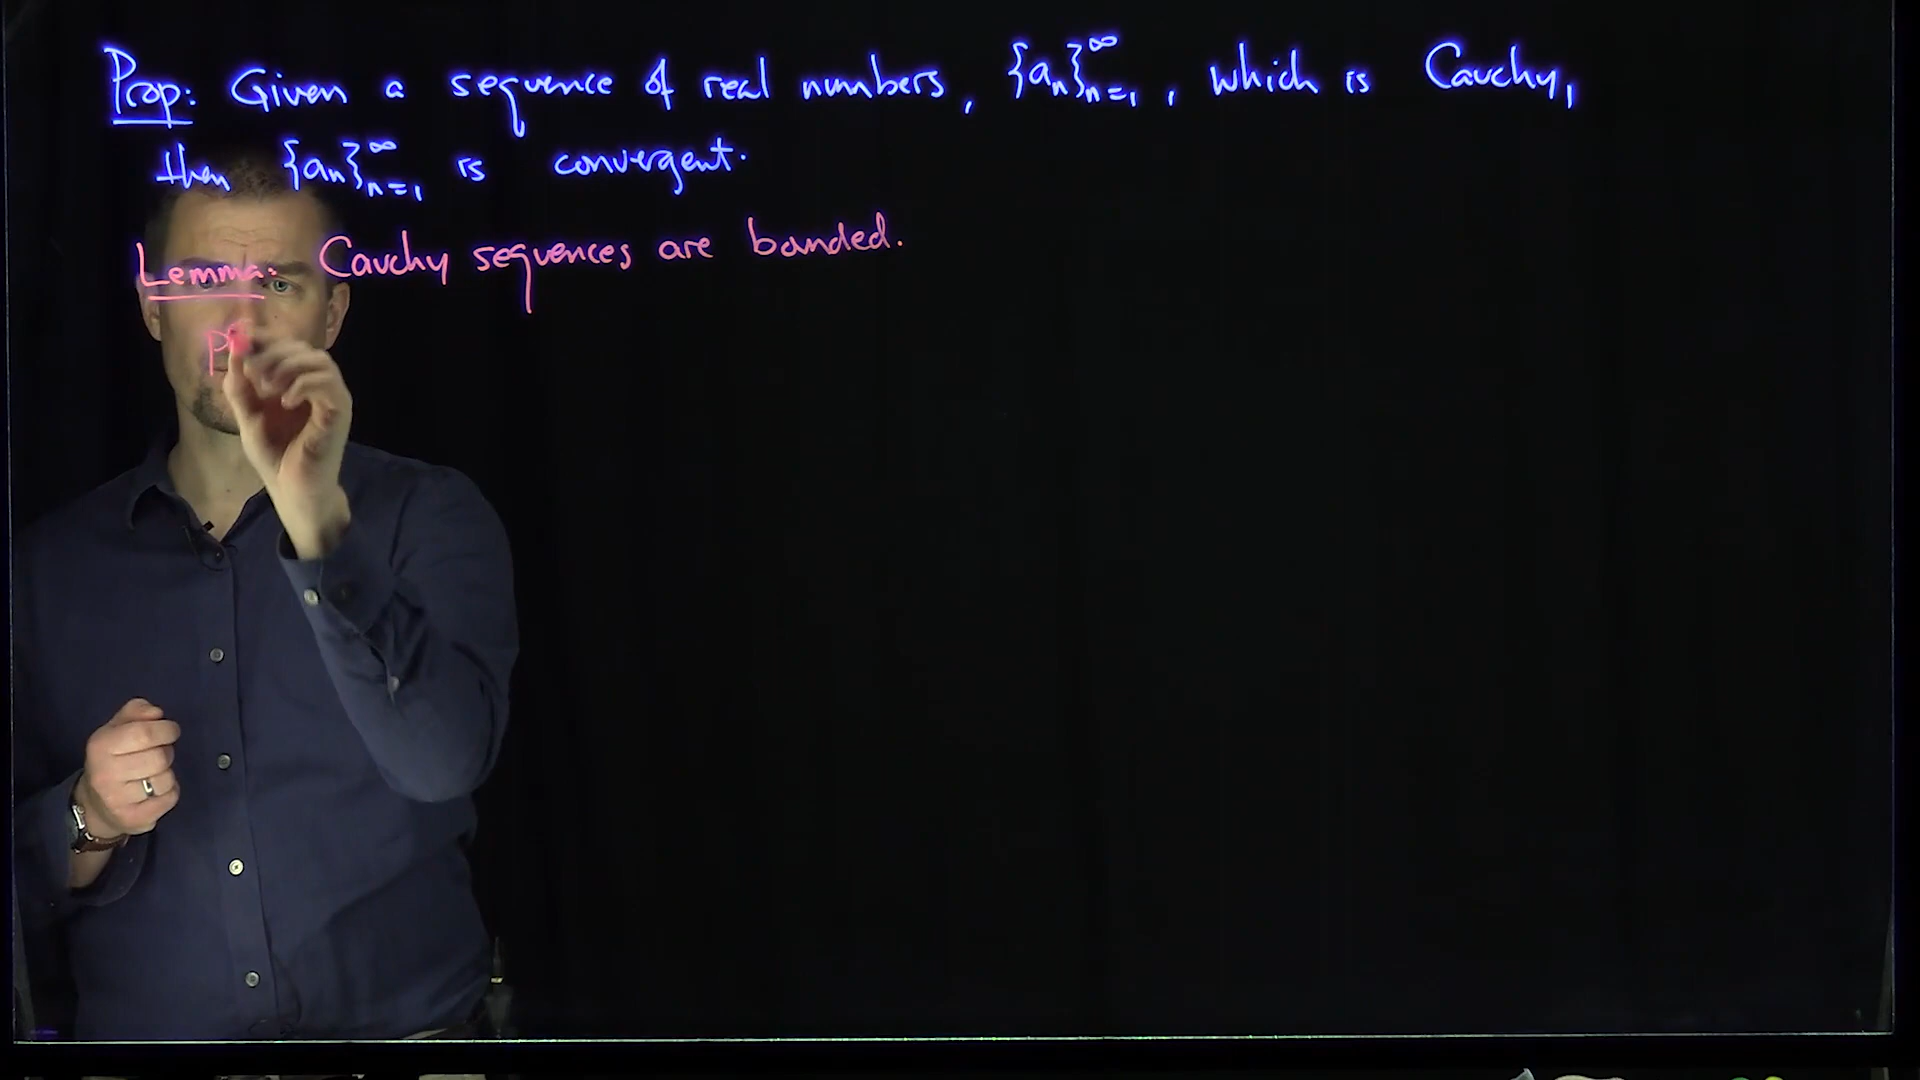 Prop: Given a sequence of real numbers, {aₙ}ₙ₌₁^∞, which is Cauchy,
then {aₙ}ₙ₌₁^∞ is convergent.
Lemma: Cauchy sequences are bounded.